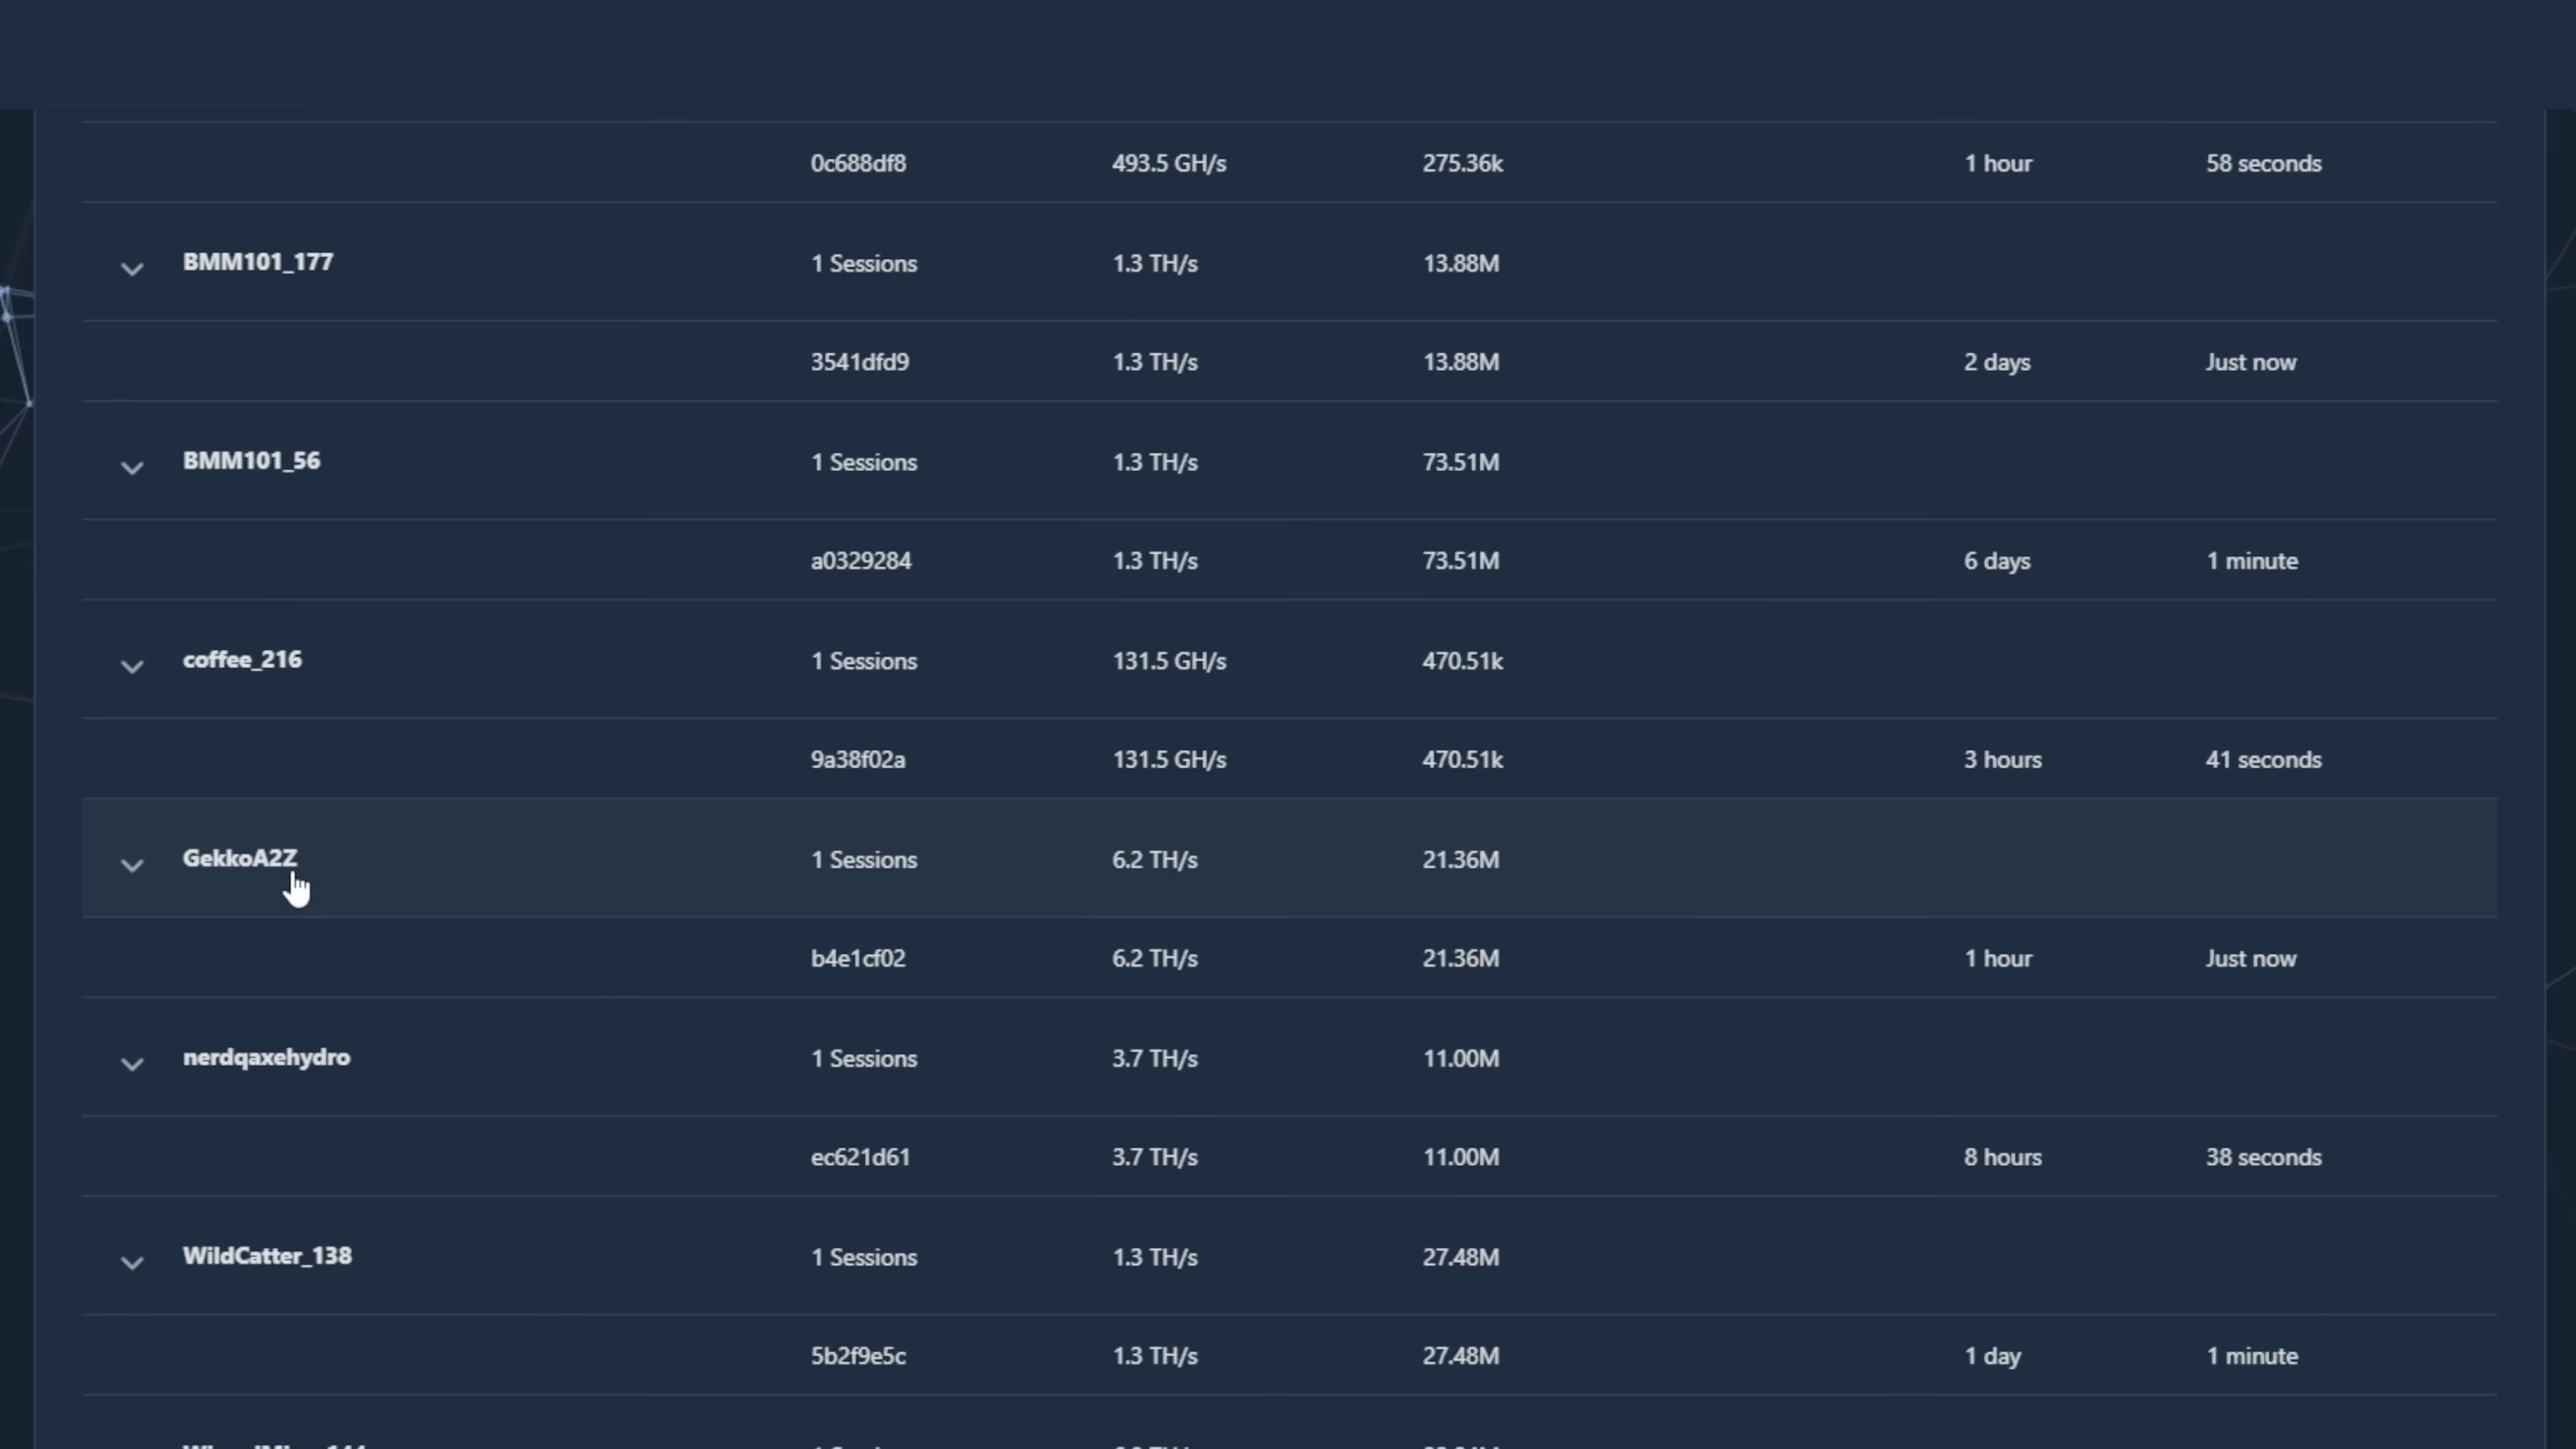 0c688df8 493.5 GH/s 275.36k 1 hour 58 seconds
BMM101_177 1 Sessions 1.3 TH/s 13.88M
3541dfd9 1.3 TH/s 13.88M 2 days Just now
BMM101_56 1 Sessions 1.3 TH/s 73.51M
a0329284 1.3 TH/s 73.51M 6 days 1 minute
coffee_216 1 Sessions 131.5 GH/s 470.51k
9a38f02a 131.5 GH/s 470.51k 3 hours 41 seconds
GekkoA2Z 1 Sessions 6.2 TH/s 21.36M
b4e1cf02 6.2 TH/s 21.36M 1 hour Just now
nerdqaxehydro 1 Sessions 3.7 TH/s 11.00M
ec621d61 3.7 TH/s 11.00M 8 hours 38 seconds
WildCatter_138 1 Sessions 1.3 TH/s 27.48M
5b2f9e5c 1.3 TH/s 27.48M 1 day 1 minute